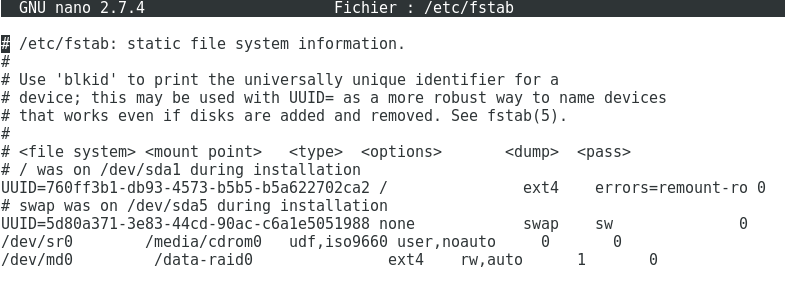 GNU nano 2.7.4                     Fichier : /etc/fstab
# /etc/fstab: static file system information.
#
# Use 'blkid' to print the universally unique identifier for a
# device; this may be used with UUID= as a more robust way to name devices
# that works even if disks are added and removed. See fstab(5).
#
# <file system> <mount point>   <type>  <options>       <dump>  <pass>
# / was on /dev/sda1 during installation
UUID=760ff3b1-db93-4573-b5b5-b5a622702ca2 /               ext4    errors=remount-ro 0
# swap was on /dev/sda5 during installation
UUID=5d80a371-3e83-44cd-90ac-c6a1e5051988 none            swap    sw              0
/dev/sr0        /media/cdrom0   udf,iso9660 user,noauto     0       0
/dev/md0         /data-raid0               ext4    rw,auto      1       0